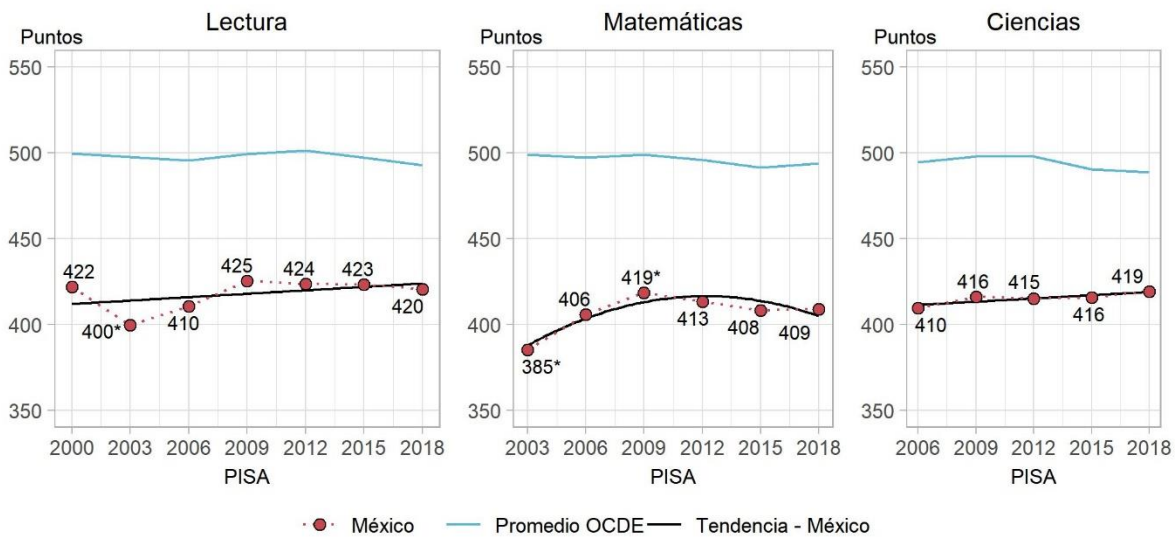 Lectura
Puntos
550
500
450
400
350
422
400*
410
425
424
423
420
2000 2003 2006 2009 2012 2015 2018
PISA
Matemáticas
Puntos
550
500
450
400
350
385*
406
419*
413
408
409
2003 2006 2009 2012 2015 2018
PISA
Ciencias
Puntos
550
500
450
400
350
410
416
415
416
419
2006 2009 2012 2015 2018
PISA
México Promedio OCDE Tendencia - México